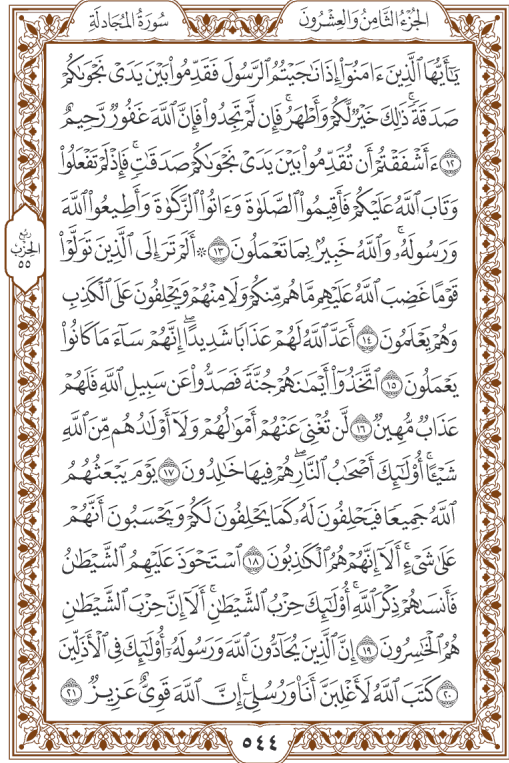 الجُزْءُ الثَّامِنُ وَالعِشْرُونَ
سُورَةُ المُجَادلَةِ
يَٰٓأَيُّهَا ٱلَّذِينَ ءَامَنُوٓاْ إِذَا نَٰجَيۡتُمُ ٱلرَّسُولَ فَقَدِّمُواْ بَيۡنَ يَدَيۡ نَجۡوَىٰكُمۡ
صَدَقَةٗۚ ذَٰلِكَ خَيۡرٞ لَّكُمۡ وَأَطۡهَرُۚ فَإِن لَّمۡ تَجِدُواْ فَإِنَّ ٱللَّهَ غَفُورٞ رَّحِيمٌ
١٢ ءَأَشۡفَقۡتُمۡ أَن تُقَدِّمُواْ بَيۡنَ يَدَيۡ نَجۡوَىٰكُمۡ صَدَقَٰتٖۚ فَإِذۡ لَمۡ تَفۡعَلُواْ
وَتَابَ ٱللَّهُ عَلَيۡكُمۡ فَأَقِيمُواْ ٱلصَّلَوٰةَ وَءَاتُواْ ٱلزَّكَوٰةَ وَأَطِيعُواْ ٱللَّهَ
وَرَسُولَهُۥۚ وَٱللَّهُ خَبِيرُۢ بِمَا تَعۡمَلُونَ ١٣ ۞ أَلَمۡ تَرَ إِلَى ٱلَّذِينَ تَوَلَّوۡاْ
قَوۡمًا غَضِبَ ٱللَّهُ عَلَيۡهِم مَّا هُم مِّنكُمۡ وَلَا مِنۡهُمۡ وَيَحۡلِفُونَ عَلَى ٱلۡكَذِبِ
وَهُمۡ يَعۡلَمُونَ ١٤ أَعَدَّ ٱللَّهُ لَهُمۡ عَذَابٗا شَدِيدًاۖ إِنَّهُمۡ سَآءَ مَا كَانُواْ
يَعۡمَلُونَ ١٥ ٱتَّخَذُوٓاْ أَيۡمَٰنَهُمۡ جُنَّةٗ فَصَدُّواْ عَن سَبِيلِ ٱللَّهِ فَلَهُمۡ
عَذَابٞ مُّهِينٞ ١٦ لَّن تُغۡنِيَ عَنۡهُمۡ أَمۡوَٰلُهُمۡ وَلَآ أَوۡلَٰدُهُم مِّنَ ٱللَّهِ
شَيۡـًٔاۚ أُوْلَٰٓئِكَ أَصۡحَٰبُ ٱلنَّارِۖ هُمۡ فِيهَا خَٰلِدُونَ ١٧ يَوۡمَ يَبۡعَثُهُمُ
ٱللَّهُ جَمِيعٗا فَيَحۡلِفُونَ لَهُۥ كَمَا يَحۡلِفُونَ لَكُمۡ وَيَحۡسَبُونَ أَنَّهُمۡ
عَلَىٰ شَيۡءٍۚ أَلَآ إِنَّهُمۡ هُمُ ٱلۡكَٰذِبُونَ ١٨ ٱسۡتَحۡوَذَ عَلَيۡهِمُ ٱلشَّيۡطَٰنُ
فَأَنسَىٰهُمۡ ذِكۡرَ ٱللَّهِۚ أُوْلَٰٓئِكَ حِزۡبُ ٱلشَّيۡطَٰنِۚ أَلَآ إِنَّ حِزۡبَ ٱلشَّيۡطَٰنِ
هُمُ ٱلۡخَٰسِرُونَ ١٩ إِنَّ ٱلَّذِينَ يُحَآدُّونَ ٱللَّهَ وَرَسُولَهُۥٓ أُوْلَٰٓئِكَ فِي ٱلۡأَذَلِّينَ
٢٠ كَتَبَ ٱللَّهُ لَأَغۡلِبَنَّ أَنَا۠ وَرُسُلِيٓۚ إِنَّ ٱللَّهَ قَوِيٌّ عَزِيزٞ ٢١
ربع
الحزب
٥٥
٥٤٤